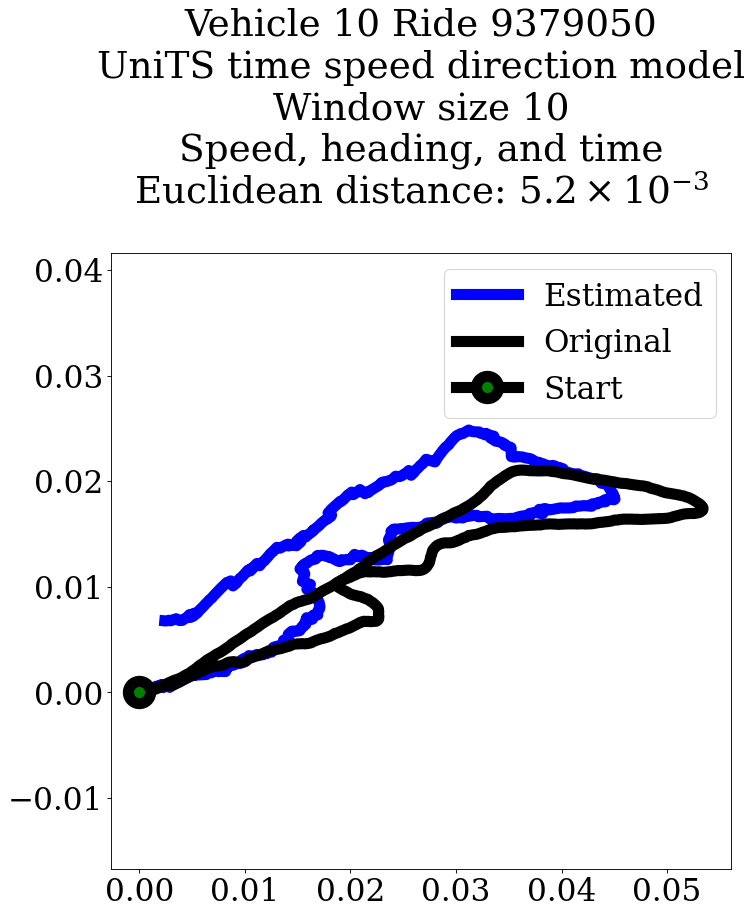 Vehicle 10 Ride 9379050
UniTS time speed direction model
Window size 10
Speed, heading, and time
Euclidean distance: 5.2 × 10⁻³
Estimated
Original
Start
0.04
0.03
0.02
0.01
0.00
−0.01
0.00 0.01 0.02 0.03 0.04 0.05